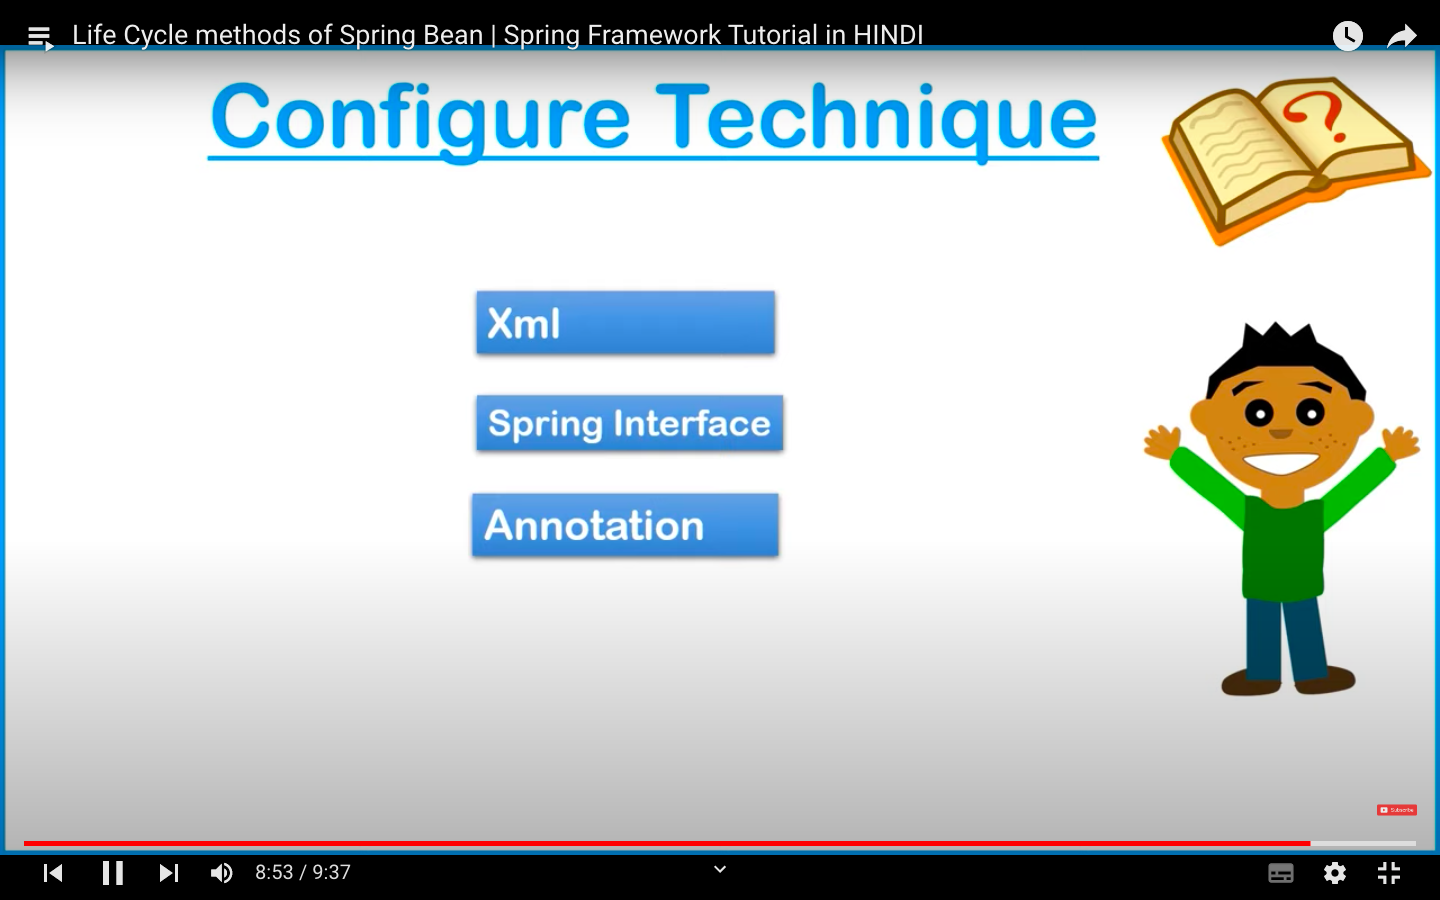 Life Cycle methods of Spring Bean | Spring Framework Tutorial in HINDI
Configure Technique
?
Xml
Spring Interface
Annotation
Subscribe
8:53 / 9:37